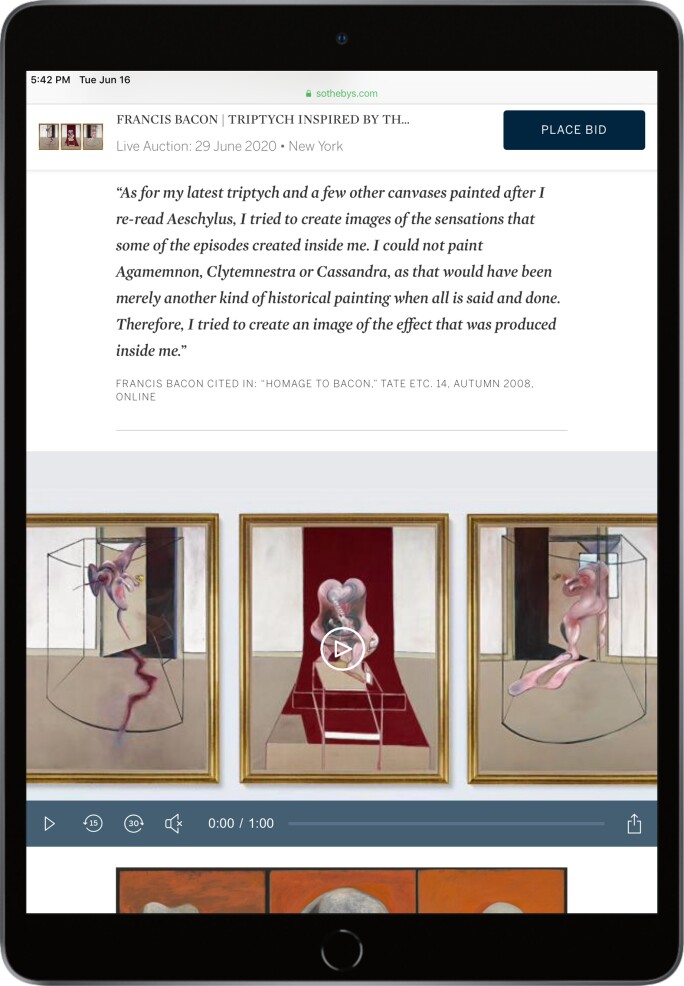 5:42 PM Tue Jun 16
sothebys.com
FRANCIS BACON | TRIPTYCH INSPIRED BY TH...
Live Auction: 29 June 2020 • New York
PLACE BID
“As for my latest triptych and a few other canvases painted after I
re-read Aeschylus, I tried to create images of the sensations that
some of the episodes created inside me. I could not paint
Agamemnon, Clytemnestra or Cassandra, as that would have been
merely another kind of historical painting when all is said and done.
Therefore, I tried to create an image of the effect that was produced
inside me.”
FRANCIS BACON CITED IN: “HOMAGE TO BACON,” TATE ETC. 14, AUTUMN 2008,
ONLINE
15
30
0:00 / 1:00